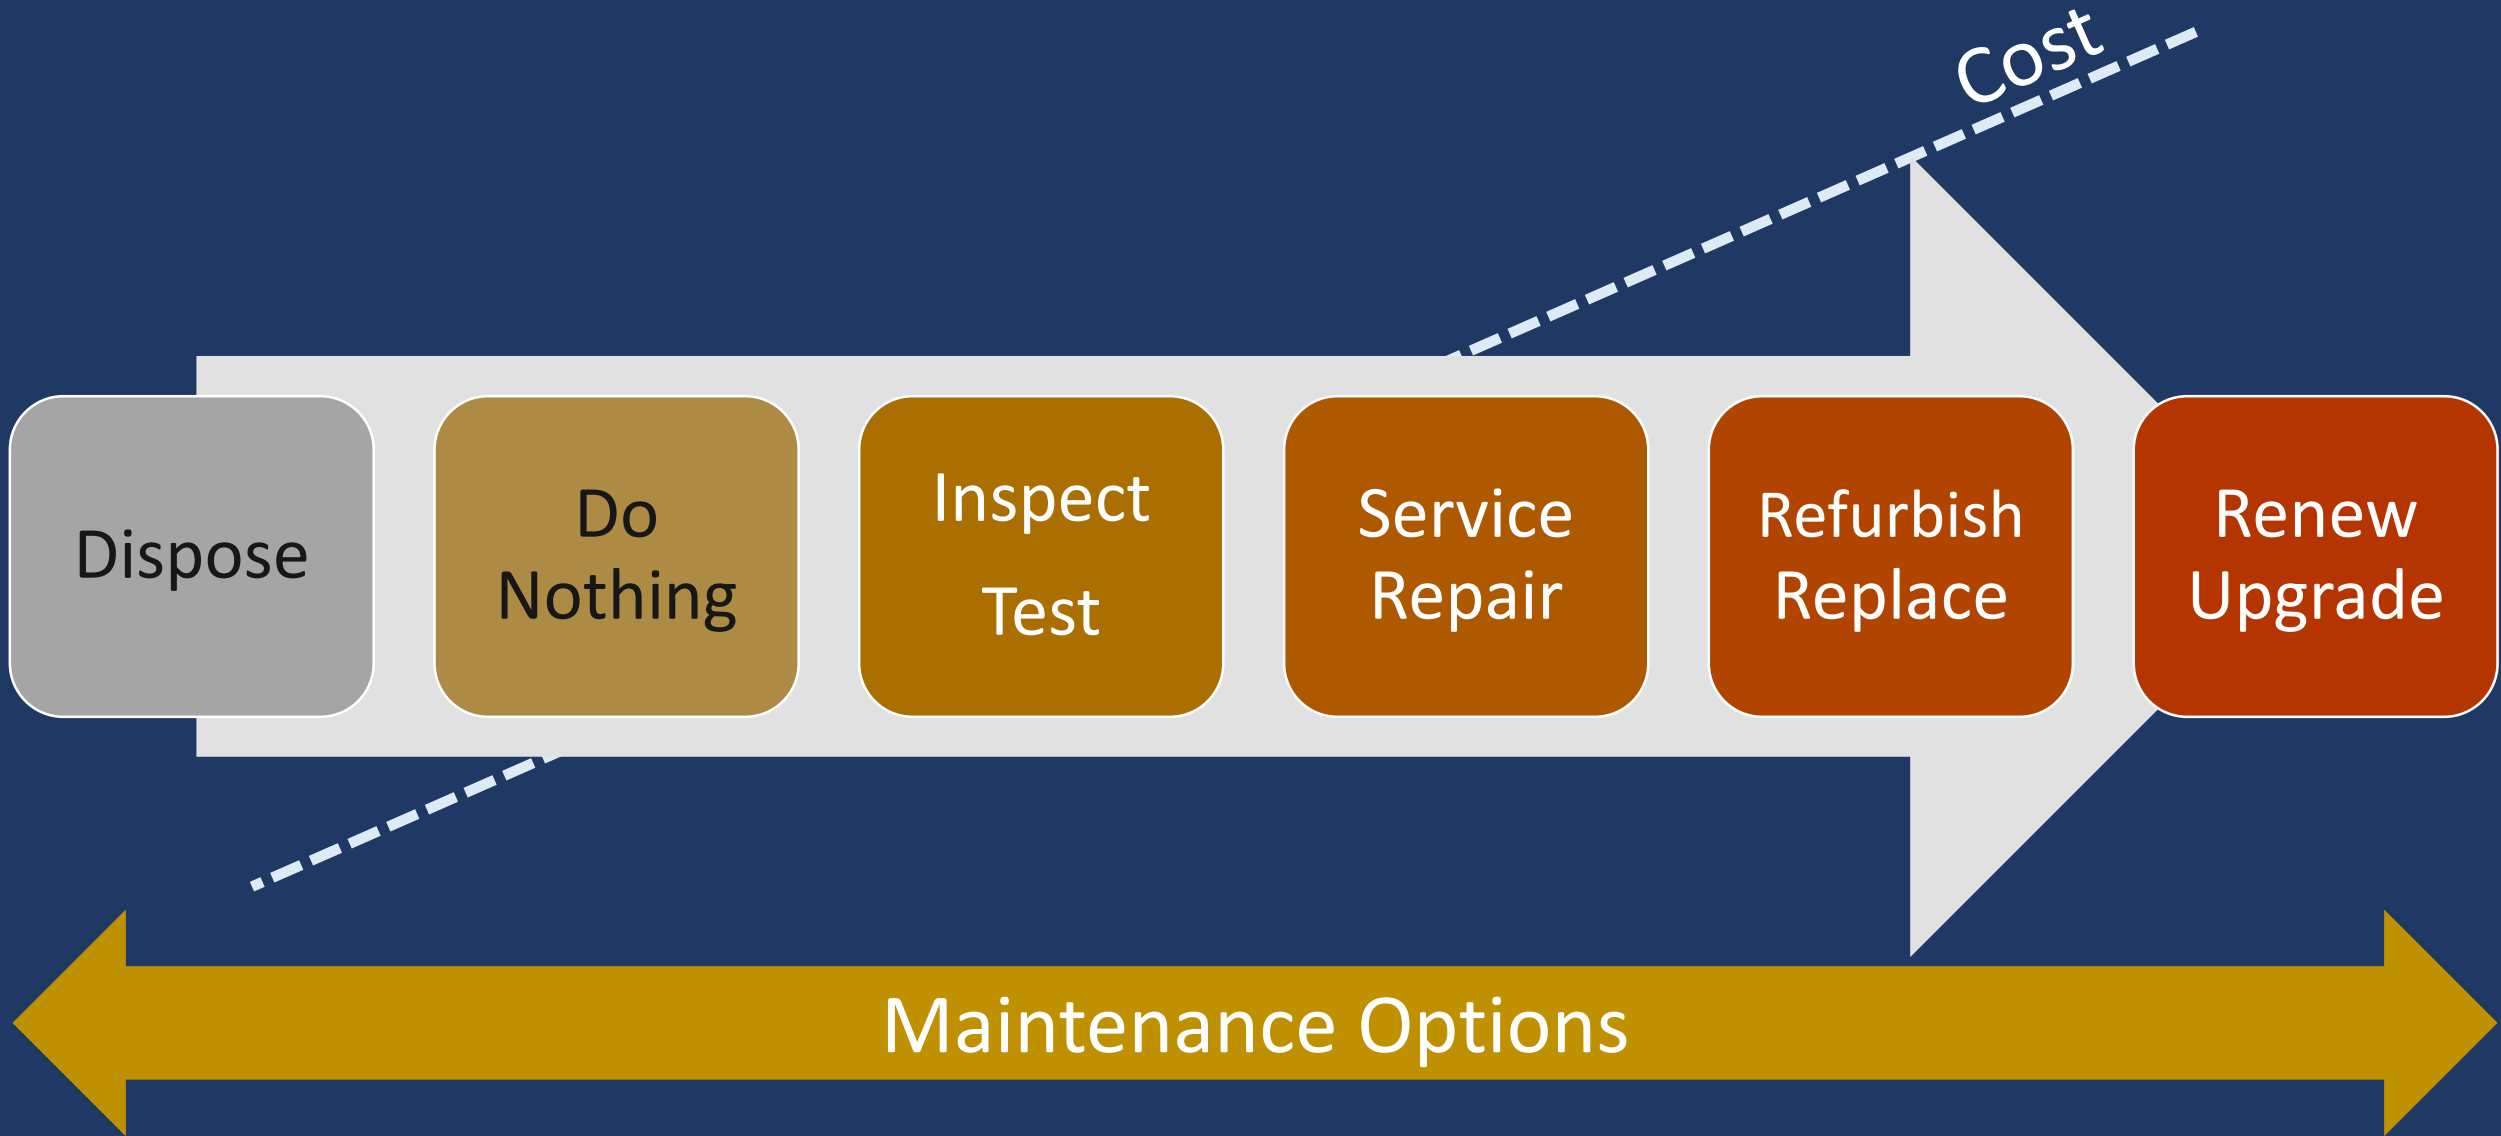 Cost
Dispose
Do
Nothing
Inspect
Test
Service
Repair
Refurbish
Replace
Renew
Upgrade
Maintenance Options